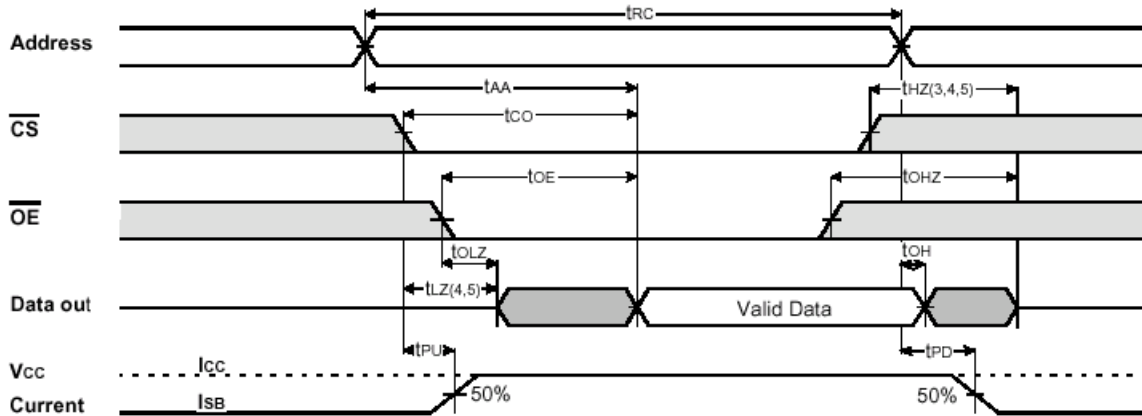 tRC
Address
tAA
tHZ(3,4,5)
tCO
CS
tOE
tOHZ
OE
tOLZ
tOH
tLZ(4,5)
Data out
Valid Data
tPU
tPD
VCC
ICC
50%
50%
Current
ISB